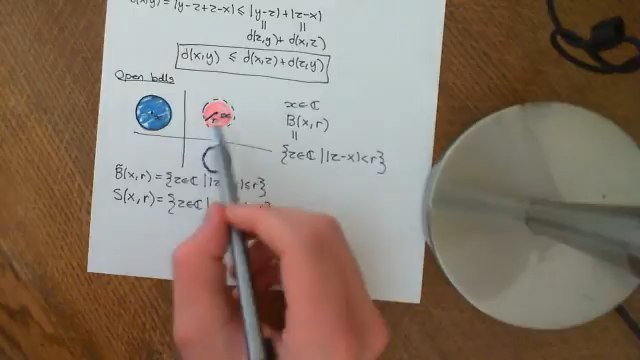 d(x,y) = |y-z+z-x| ≤ |y-z| + |z-x|
|| ||
d(z,y) + d(x,z)
d(x,y) ≤ d(x,z) + d(z,y)
Open balls
x∈ℂ
B(x,r)
||
{z∈ℂ | |z-x|<r}
x
r
B̄(x,r) = {z∈ℂ | |z-x|≤r}
S(x,r) = {z∈ℂ |